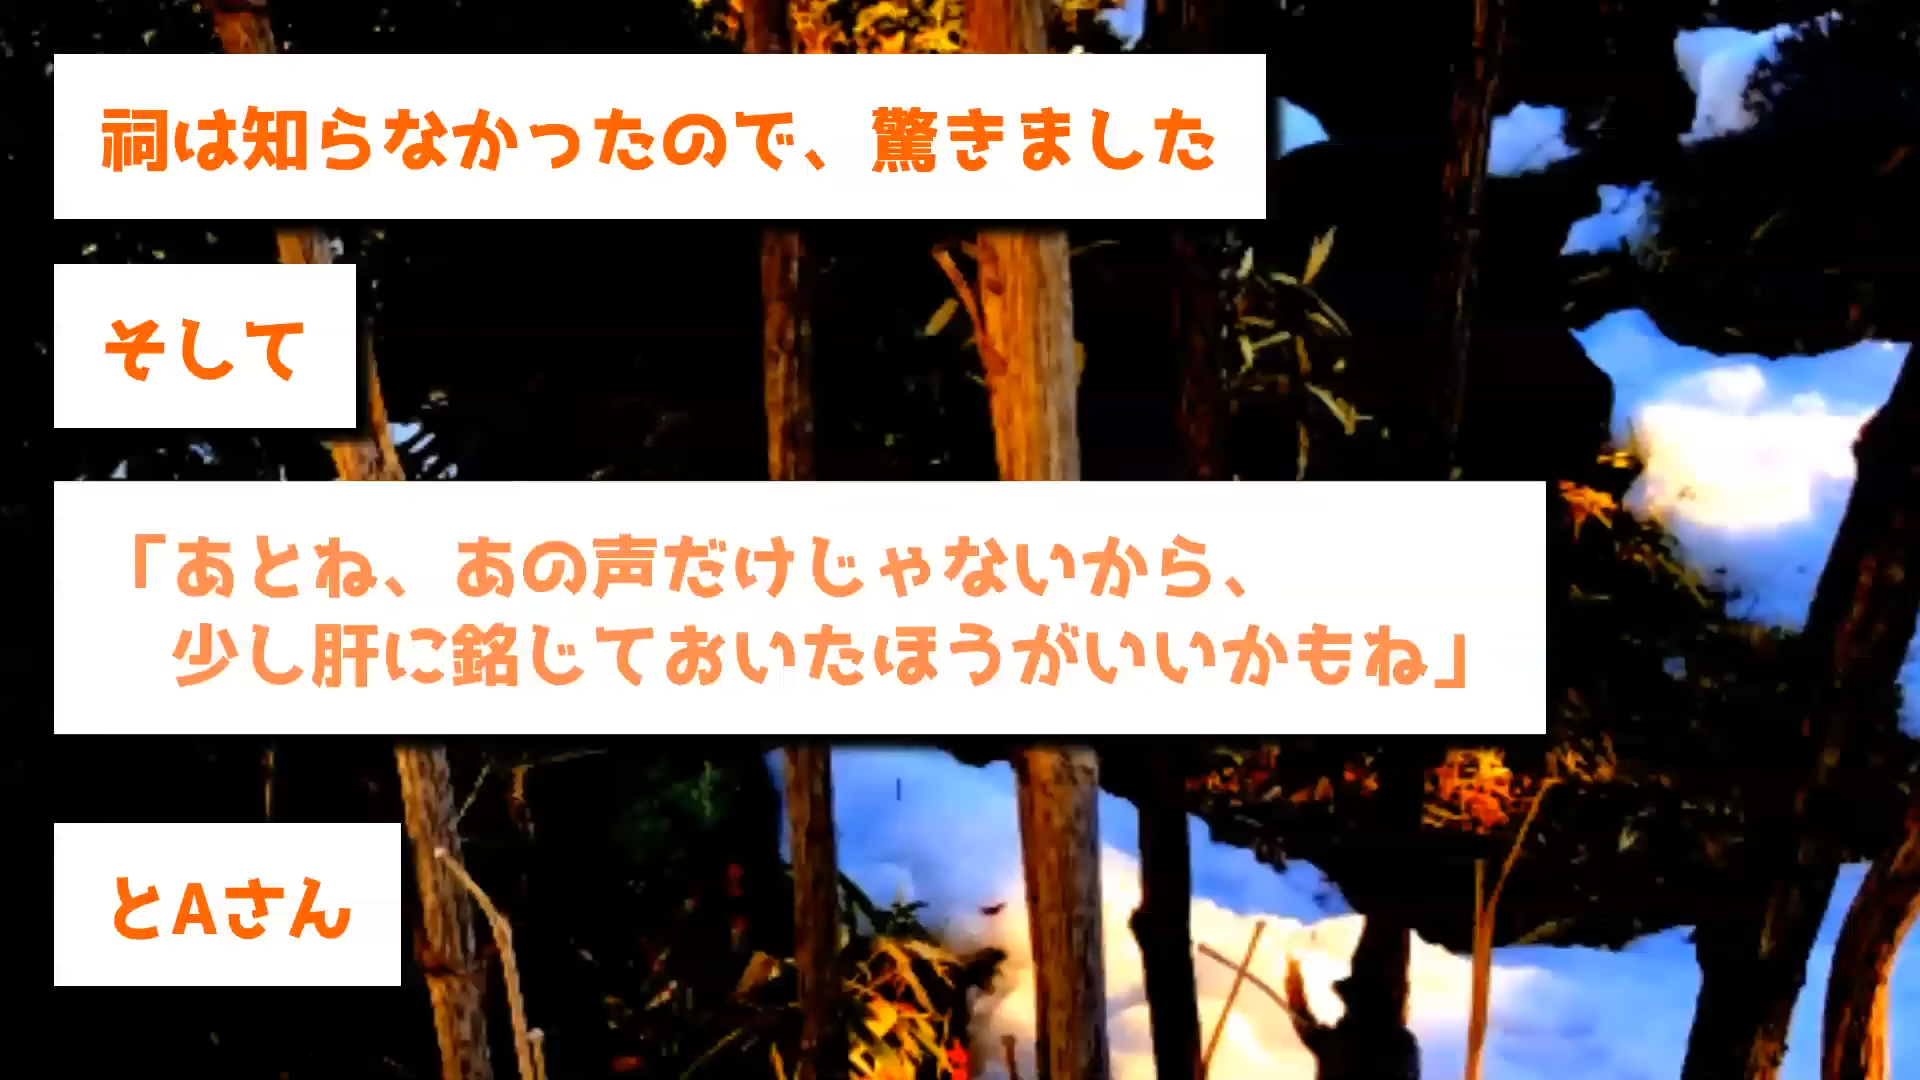 祠は知らなかったので、驚きました
そして
「あとね、あの声だけじゃないから、
少し肝に銘じておいたほうがいいかもね」
とAさん